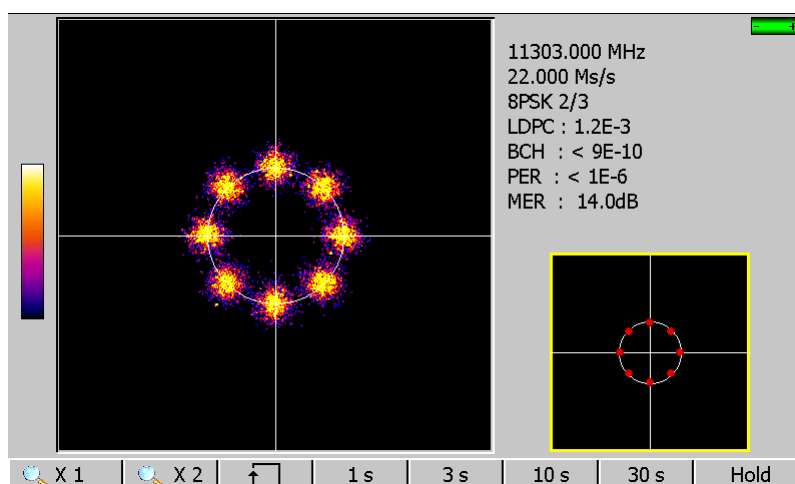 - +
11303.000 MHz
22.000 Ms/s
8PSK 2/3
LDPC : 1.2E-3
BCH : < 9E-10
PER : < 1E-6
MER : 14.0dB
X 1 X 2 1 s 3 s 10 s 30 s Hold